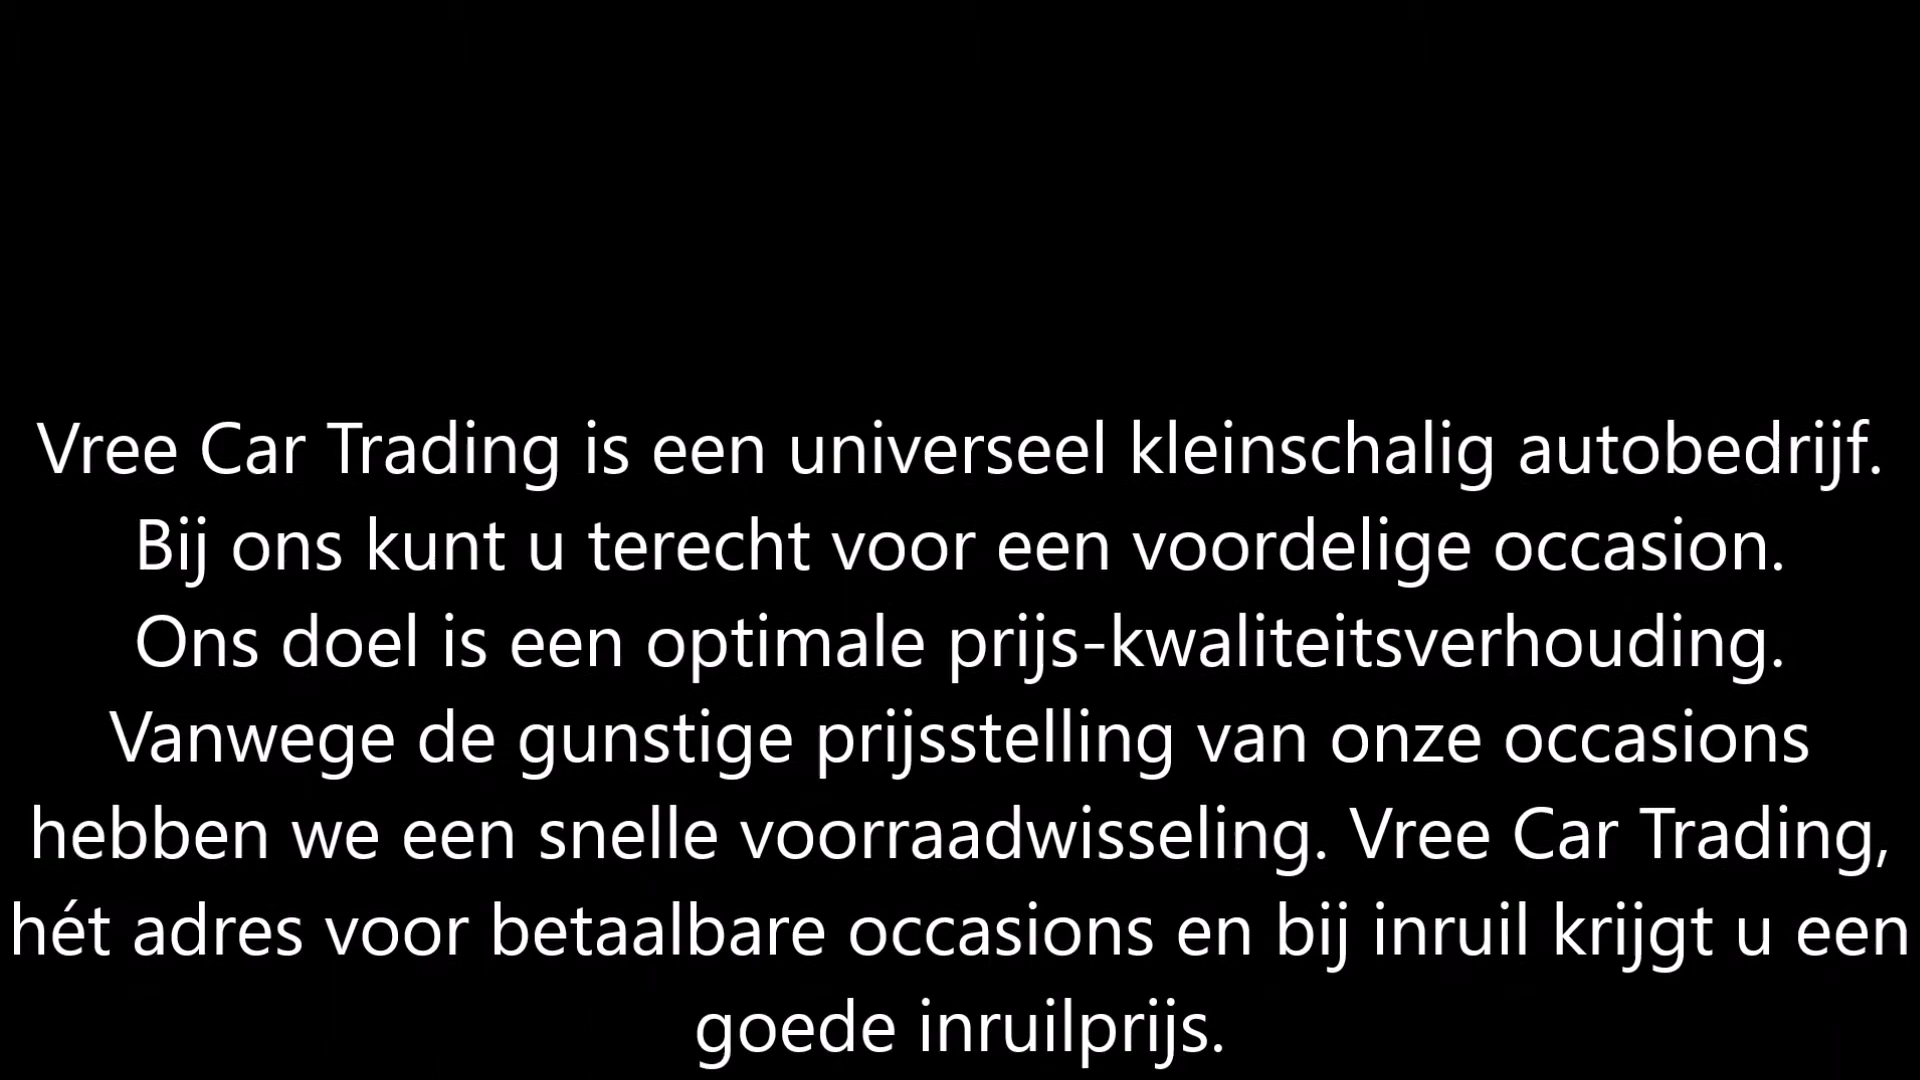 Vree Car Trading is een universeel kleinschalig autobedrijf.
Bij ons kunt u terecht voor een voordelige occasion.
Ons doel is een optimale prijs-kwaliteitsverhouding.
Vanwege de gunstige prijsstelling van onze occasions
hebben we een snelle voorraadwisseling. Vree Car Trading,
hét adres voor betaalbare occasions en bij inruil krijgt u een
goede inruilprijs.